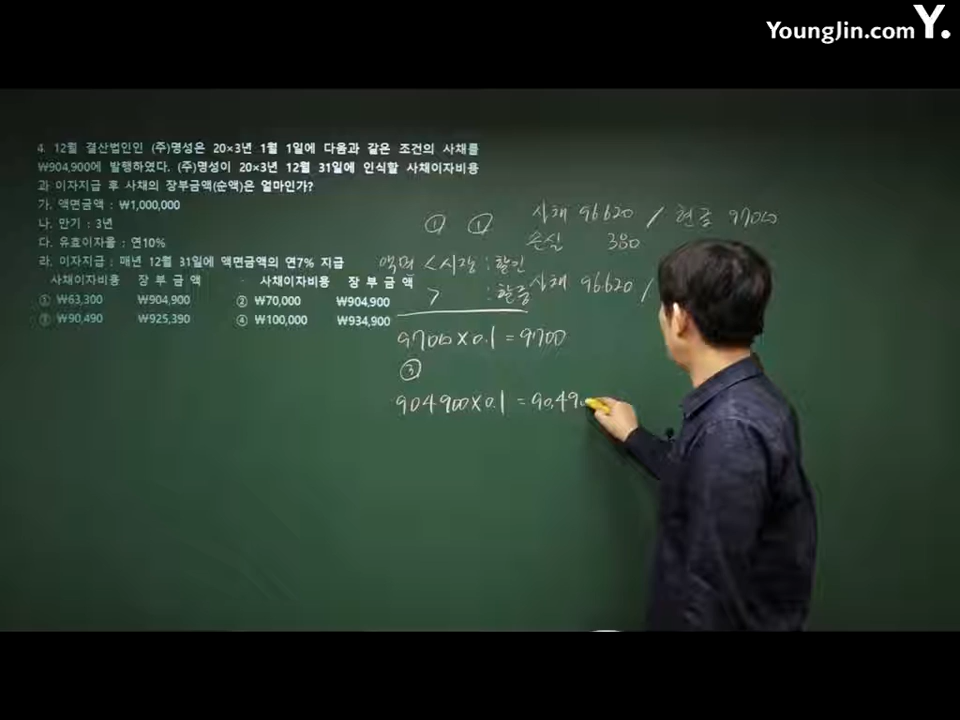 YoungJin.com Y.
4. 12월 결산법인인 (주)명성은 20×3년 1월 1일에 다음과 같은 조건의 사채를
₩904,900에 발행하였다. (주)명성이 20×3년 12월 31일에 인식할 사채이자비용
과 이자지급 후 사채의 장부금액(순액)은 얼마인가?
가. 액면금액 : ₩1,000,000
나. 만기 : 3년
다. 유효이자율 : 연10%
라. 이자지급 : 매년 12월 31일에 액면금액의 연7% 지급
사채이자비용 장 부 금 액 사채이자비용 장 부 금 액
① ₩63,300 ₩904,900 ② ₩70,000 ₩904,900
③ ₩90,490 ₩925,390 ④ ₩100,000 ₩934,900
① ①
사채 96620 / 현금 97000
손실 380
액면 < 시장 : 할인
> : 할증
사채 96620 /
97000×0.1 = 9700
③
904900×0.1 = 90,490